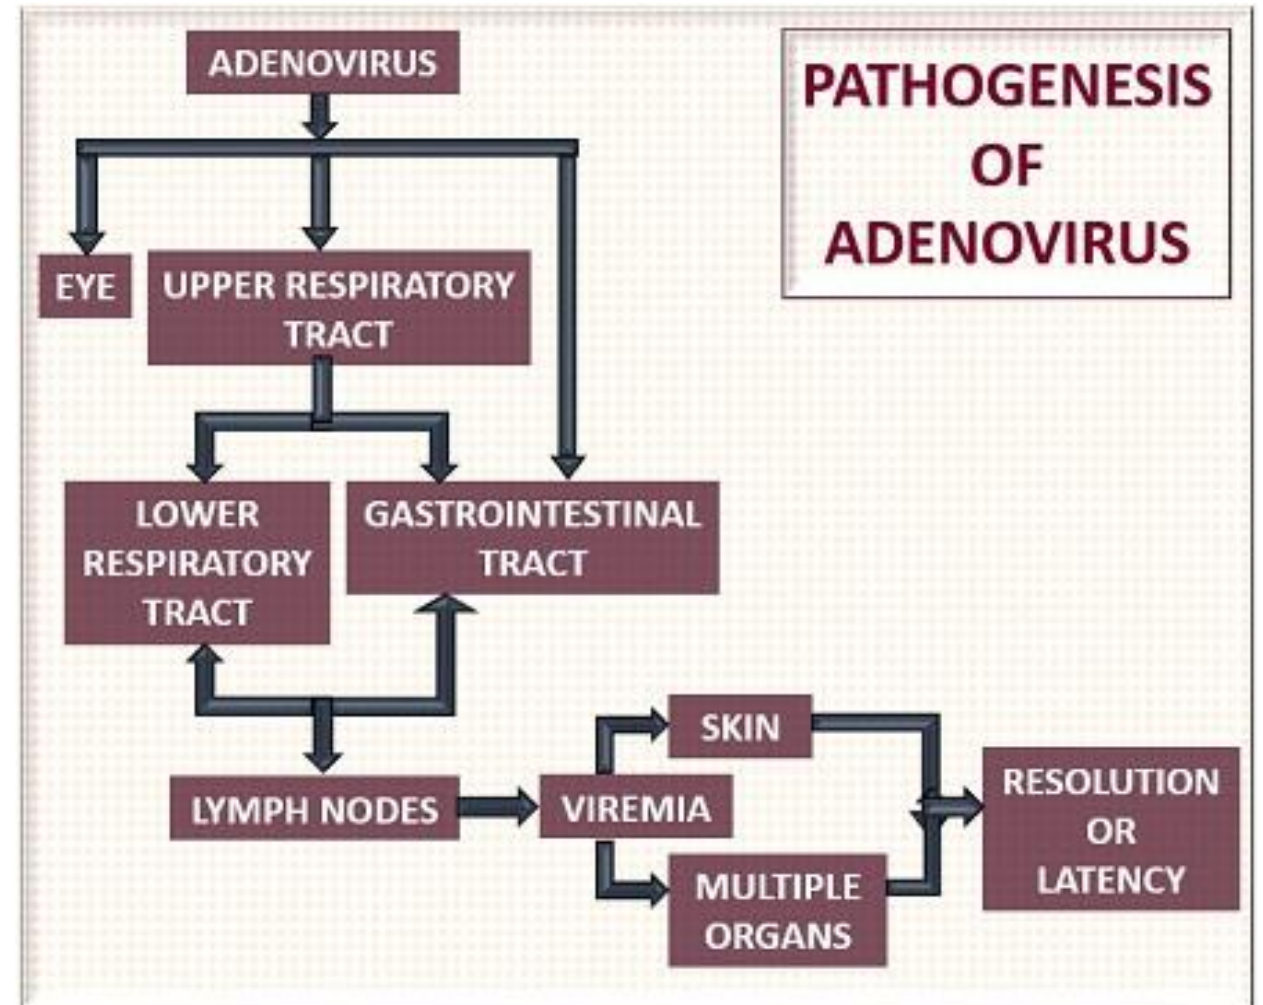 ADENOVIRUS
PATHOGENESIS
OF
ADENOVIRUS
EYE
UPPER RESPIRATORY
TRACT
LOWER
RESPIRATORY
TRACT
GASTROINTESTINAL
TRACT
LYMPH NODES
VIREMIA
SKIN
MULTIPLE
ORGANS
RESOLUTION
OR
LATENCY